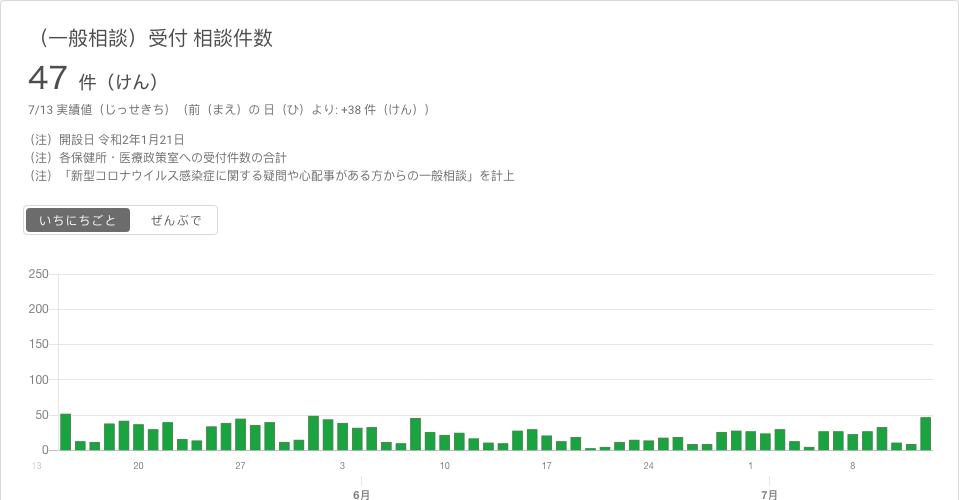 （一般相談）受付 相談件数
47 件（けん）
7/13 実績値（じっせきち）（前（まえ）の 日（ひ）より: +38 件（けん））
（注）開設日 令和2年1月21日
（注）各保健所・医療政策室への受付件数の合計
（注）「新型コロナウイルス感染症に関する疑問や心配事がある方からの一般相談」を計上
いちにちごと ぜんぶで
250
200
150
100
50
0
13 20 27 3 10 17 24 1 8
6月 7月